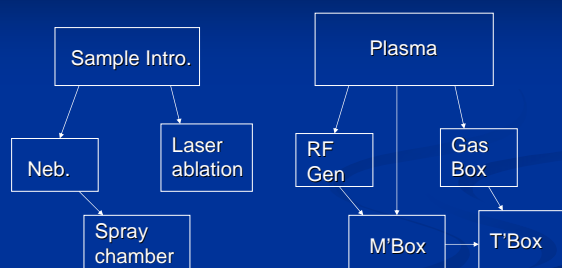 Sample Intro.
Plasma
Neb.
Laser
ablation
RF
Gen
Gas
Box
Spray
chamber
M'Box
T'Box